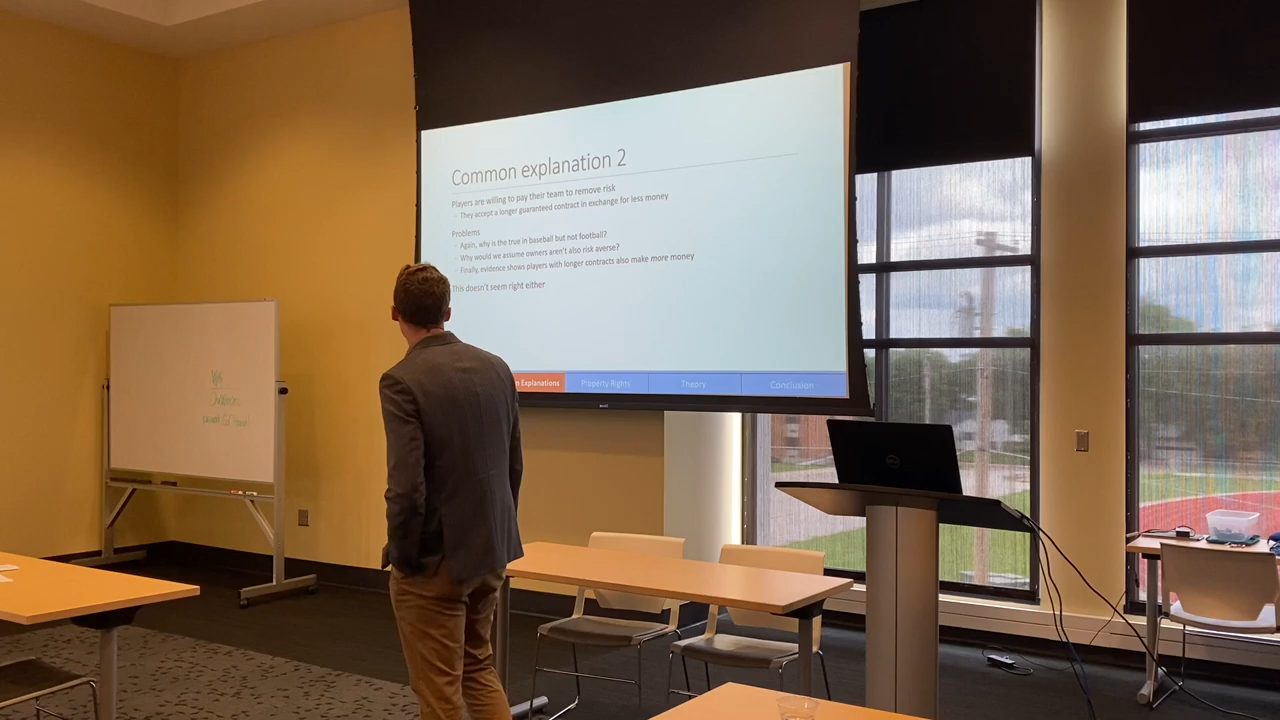 Common explanation 2
Players are willing to pay their team to remove risk
They accept a longer guaranteed contract in exchange for less money
Problems
Again, why is the true in baseball but not football?
Why would we assume owners aren't also risk averse?
Finally, evidence shows players with longer contracts also make more money
This doesn't seem right either
Explanations
Property Rights
Theory
Conclusion
DELL